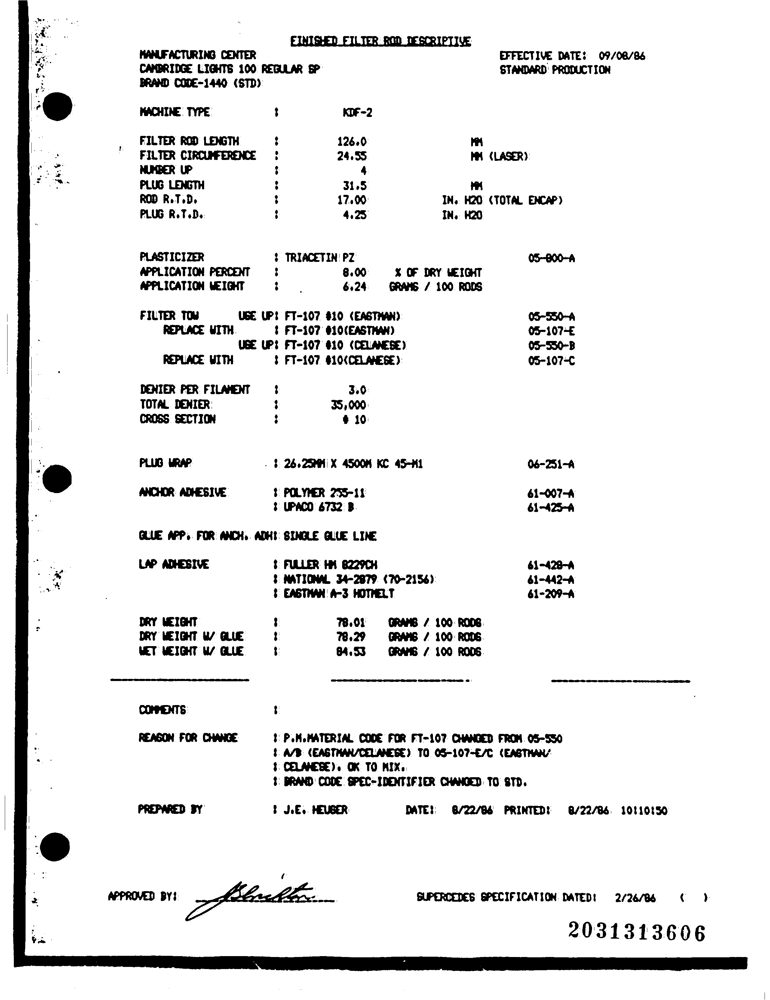 FINISHED FILTER ROD DESCRIPTIVE
MANUFACTURING CENTER EFFECTIVE DATE: 09/08/86
CAMBRIDGE LIGHTS 100 REGULAR SP STANDARD PRODUCTION
BRAND CODE-1440 (STD)
MACHINE TYPE : KDF-2
FILTER ROD LENGTH : 126.0 MM
FILTER CIRCUMFERENCE : 24.55 MM (LASER)
NUMBER UP : 4
PLUG LENGTH : 31.5 MM
ROD R.T.D. : 17.00 IN. H2O (TOTAL ENCAP)
PLUG R.T.D. : 4.25 IN. H2O
PLASTICIZER : TRIACETIN PZ 05-800-A
APPLICATION PERCENT : 8.00 % OF DRY WEIGHT
APPLICATION WEIGHT : 6.24 GRAMS / 100 RODS
FILTER TOW USE UP: FT-107 #10 (EASTMAN) 05-550-A
REPLACE WITH : FT-107 #10(EASTMAN) 05-107-E
USE UP: FT-107 #10 (CELANESE) 05-550-B
REPLACE WITH : FT-107 #10(CELANESE) 05-107-C
DENIER PER FILAMENT : 3.0
TOTAL DENIER : 35,000
CROSS SECTION : # 10
PLUG WRAP : 26.25MM X 4500M KC 45-M1 06-251-A
ANCHOR ADHESIVE : POLYMER 255-11 61-007-A
: UPACO 6732 B 61-425-A
GLUE APP. FOR ANCH. ADH: SINGLE GLUE LINE
LAP ADHESIVE : FULLER HM 8229CH 61-428-A
: NATIONAL 34-2879 (70-2156) 61-442-A
: EASTMAN A-3 HOTMELT 61-209-A
DRY WEIGHT : 78.01 GRAMS / 100 RODS
DRY WEIGHT W/ GLUE : 78.29 GRAMS / 100 RODS
WET WEIGHT W/ GLUE : 84.53 GRAMS / 100 RODS
COMMENTS :
REASON FOR CHANGE : P.M.MATERIAL CODE FOR FT-107 CHANGED FROM 05-550
: A/B (EASTMAN/CELANESE) TO 05-107-E/C (EASTMAN/
: CELANESE). OK TO MIX.
: BRAND CODE SPEC-IDENTIFIER CHANGED TO STD.
PREPARED BY : J.E. HEUSER DATE: 8/22/86 PRINTED: 8/22/86 10:10:50
APPROVED BY: SUPERCEDES SPECIFICATION DATED: 2/26/86 ( )
2031313606